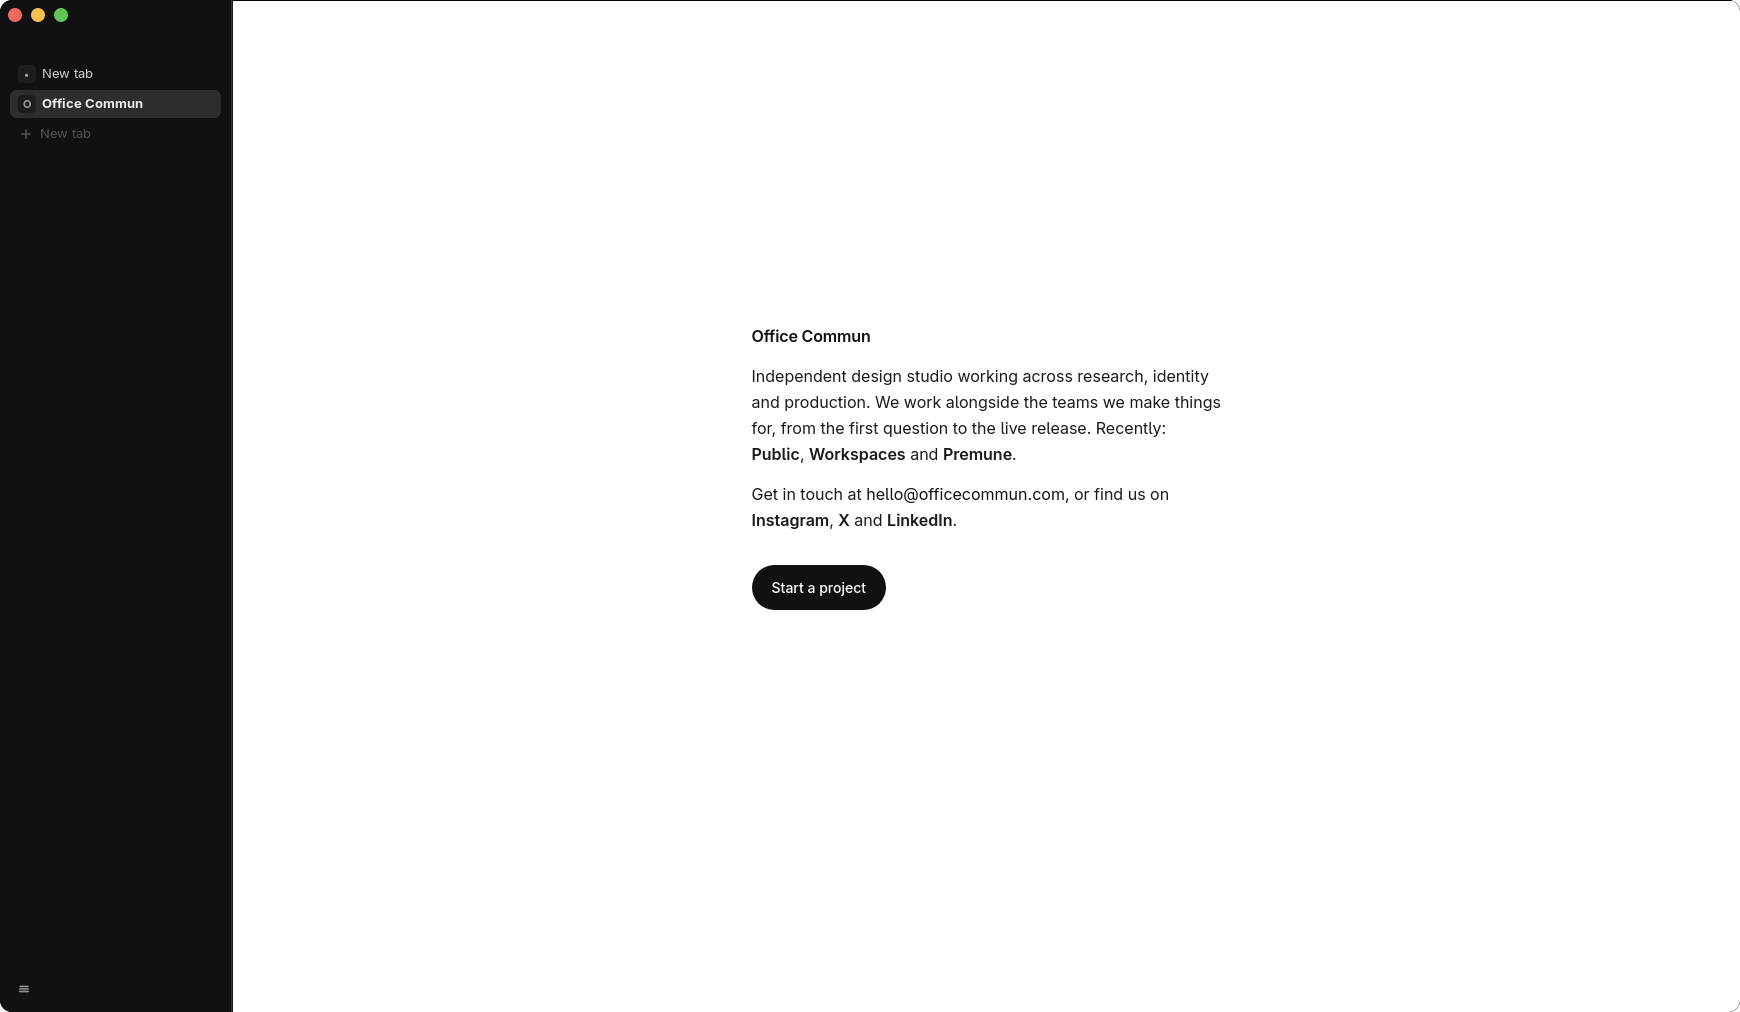 New tab
O Office Commun
New tab
Office Commun
Independent design studio working across research, identity
and production. We work alongside the teams we make things
for, from the first question to the live release. Recently:
Public, Workspaces and Premune.
Get in touch at hello@officecommun.com, or find us on
Instagram, X and LinkedIn.
Start a project